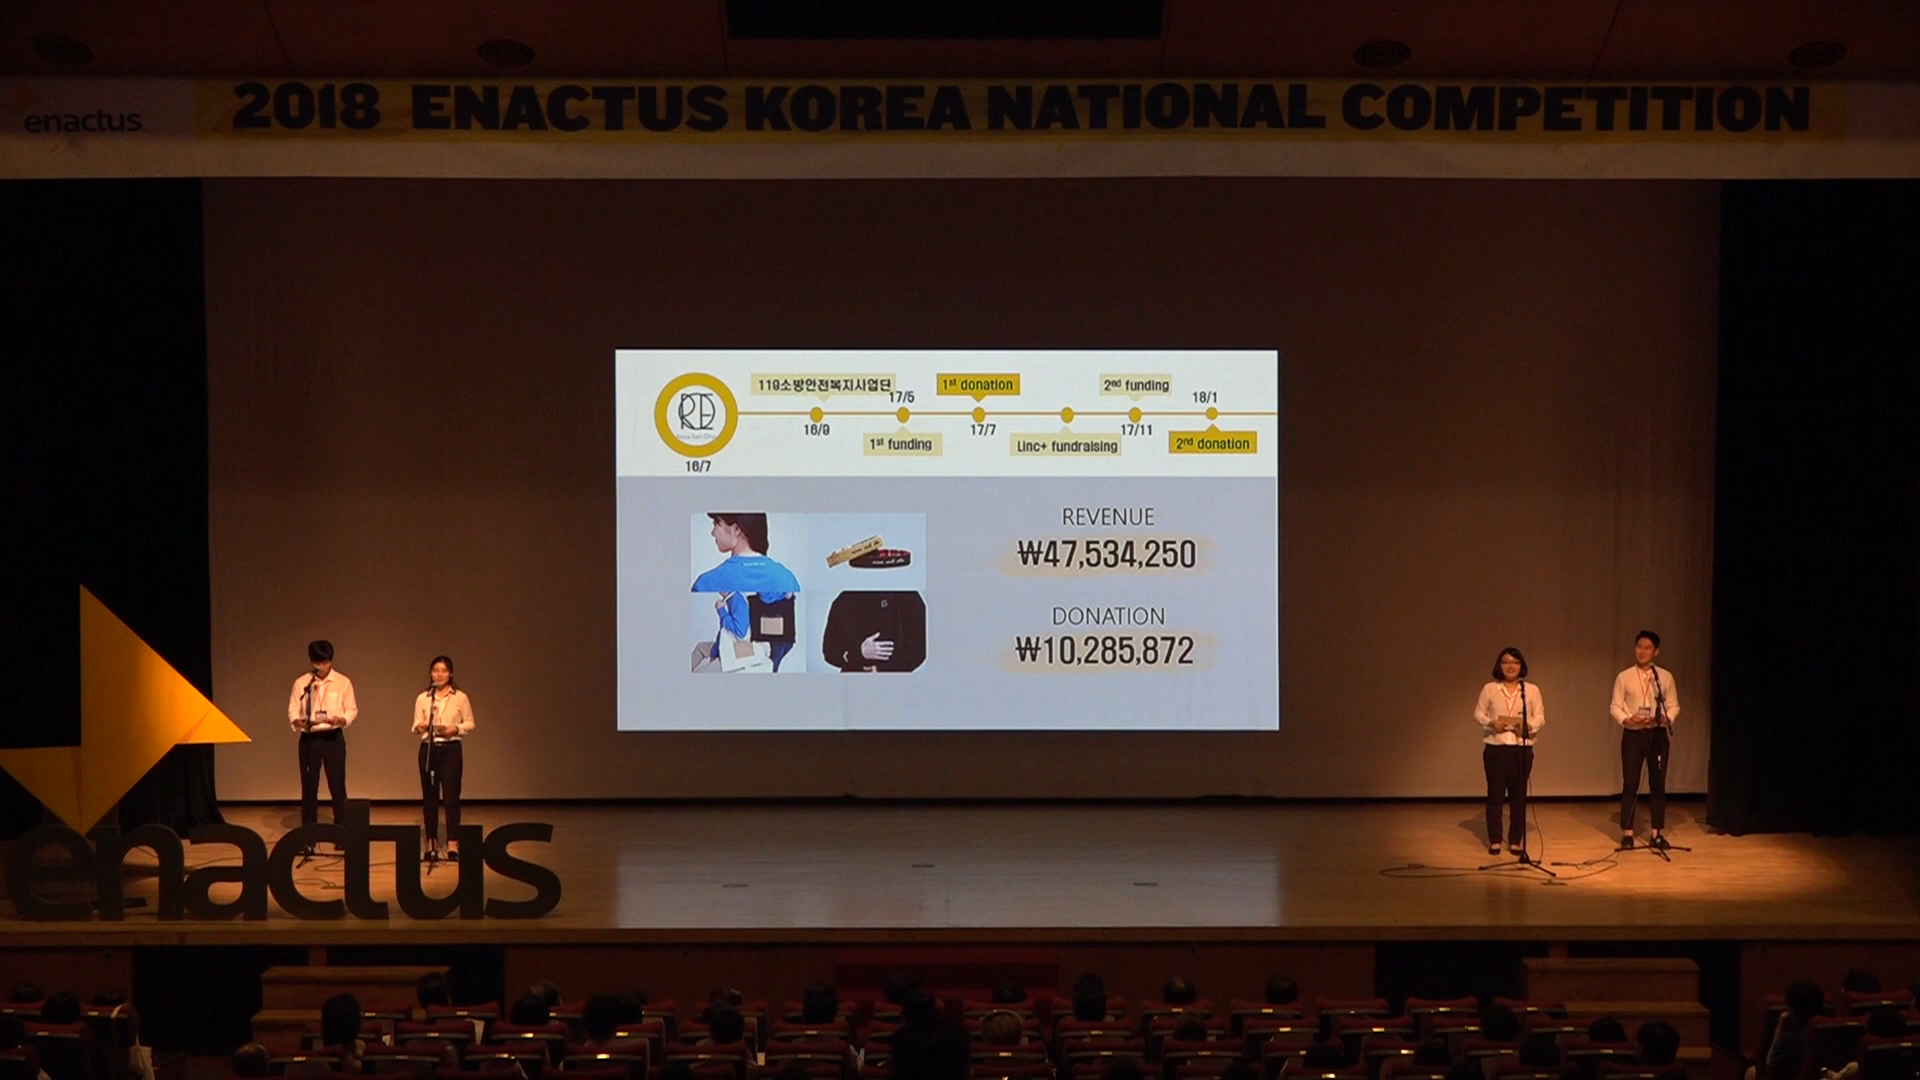 enactus
2018 ENACTUS KOREA NATIONAL COMPETITION
119소방안전복지사업단
17/5
1st donation
2nd funding
18/1
16/9
1st funding
17/7
Linc+ fundraising
17/11
2nd donation
16/7
REVENUE
₩47,534,250
DONATION
₩10,285,872
enactus